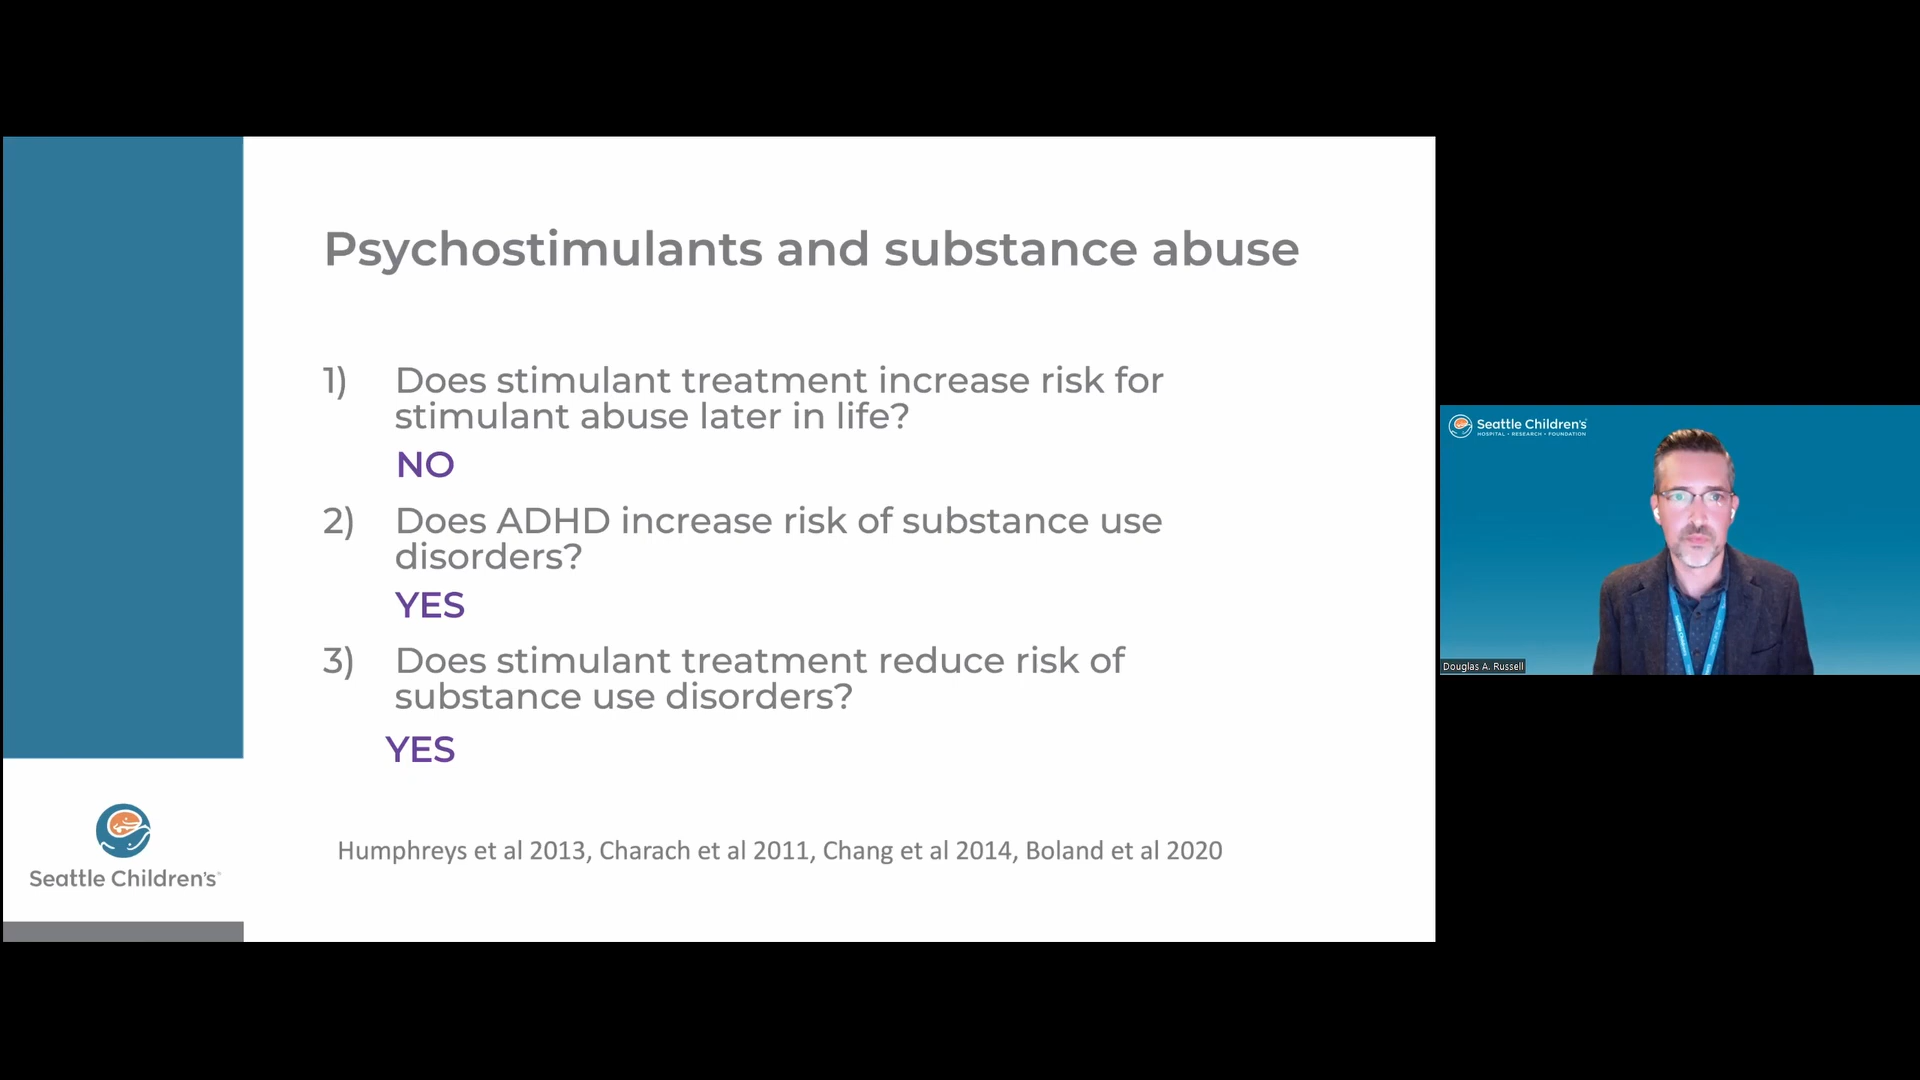 Psychostimulants and substance abuse
1) Does stimulant treatment increase risk for
stimulant abuse later in life?
NO
2) Does ADHD increase risk of substance use
disorders?
YES
3) Does stimulant treatment reduce risk of
substance use disorders?
YES
Humphreys et al 2013, Charach et al 2011, Chang et al 2014, Boland et al 2020
Seattle Children's
Seattle Children's
HOSPITAL • RESEARCH • FOUNDATION
Douglas A. Russell